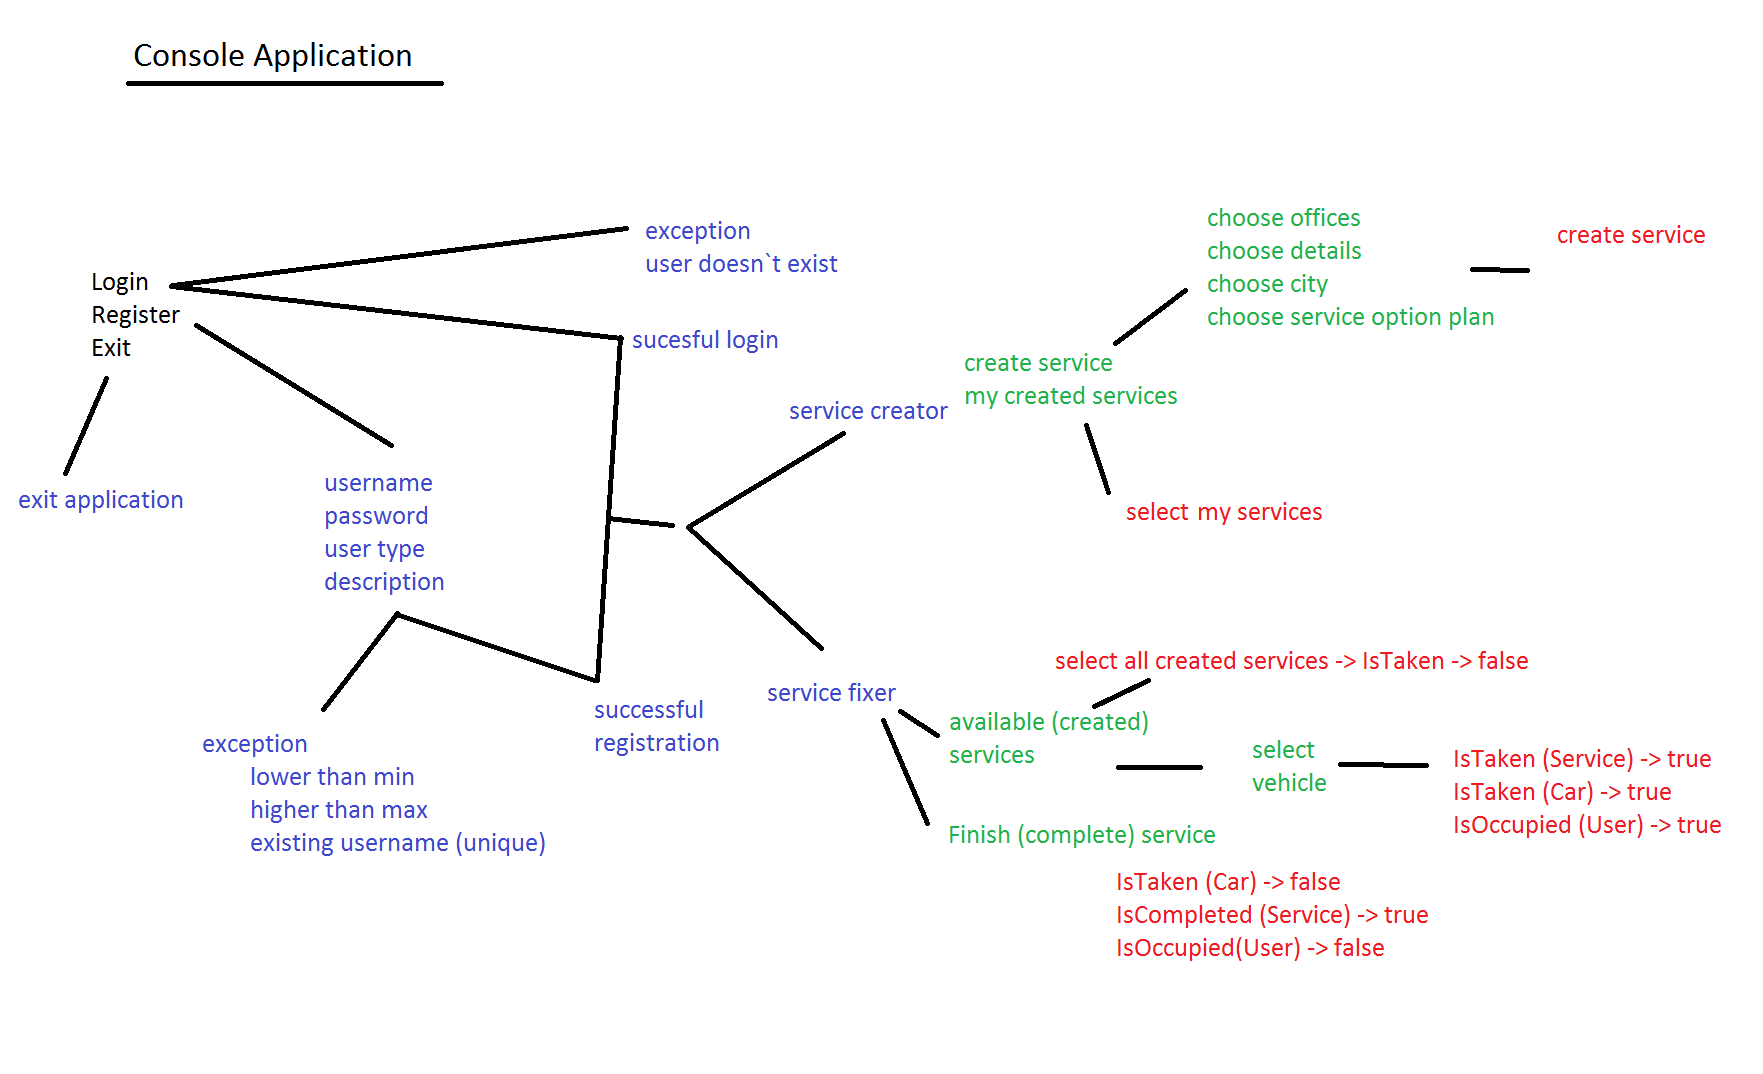 Console Application
Login
Register
Exit
exit application
exception
user doesn`t exist
sucesful login
username
password
user type
description
exception
lower than min
higher than max
existing username (unique)
successful
registration
service creator
create service
my created services
choose offices
choose details
choose city
choose service option plan
create service
select my services
service fixer
select all created services -> IsTaken -> false
available (created)
services
select
vehicle
IsTaken (Service) -> true
IsTaken (Car) -> true
IsOccupied (User) -> true
Finish (complete) service
IsTaken (Car) -> false
IsCompleted (Service) -> true
IsOccupied(User) -> false